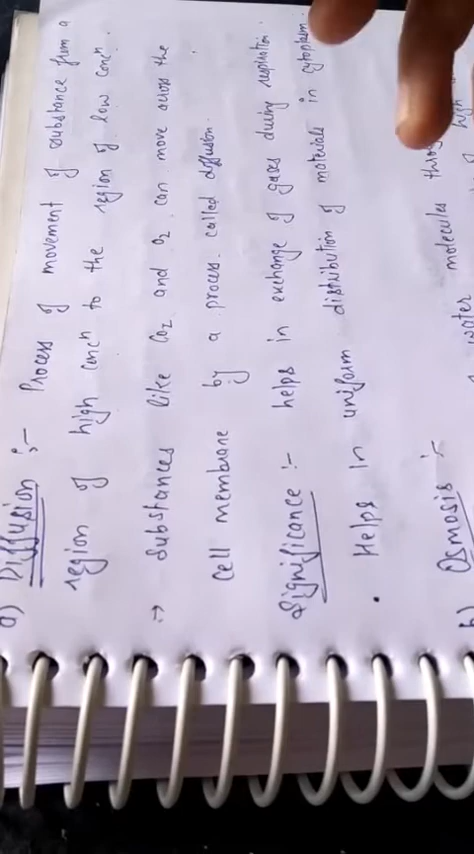 a) Diffusion :- Process of movement of substance from a
region of high concn to the region of low concn.
→ substances like CO2 and O2 can move across the
cell membrane by a process called diffusion.
Significance :- helps in exchange of gases during respiration.
• Helps in uniform distribution of materials in cytoplasm.
b) Osmosis :-
water molecules